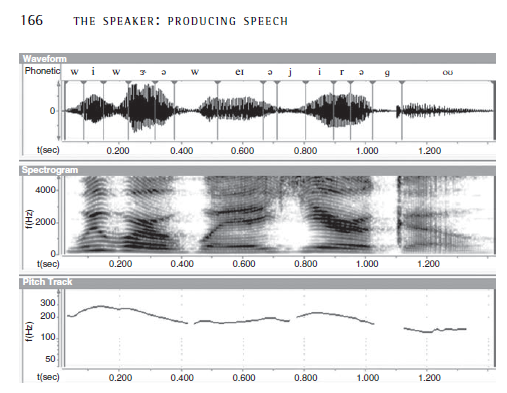 166 THE SPEAKER: PRODUCING SPEECH
Waveform
Phonetic w i w ɝ ə w eɪ ə j i r ə g oʊ
0
t(sec) 0.200 0.400 0.600 0.800 1.000 1.200
Spectrogram
4000
f(Hz) 2000
0
t(sec) 0.200 0.400 0.600 0.800 1.000 1.200
Pitch Track
300
200
f(Hz) 100
50
t(sec) 0.200 0.400 0.600 0.800 1.000 1.200